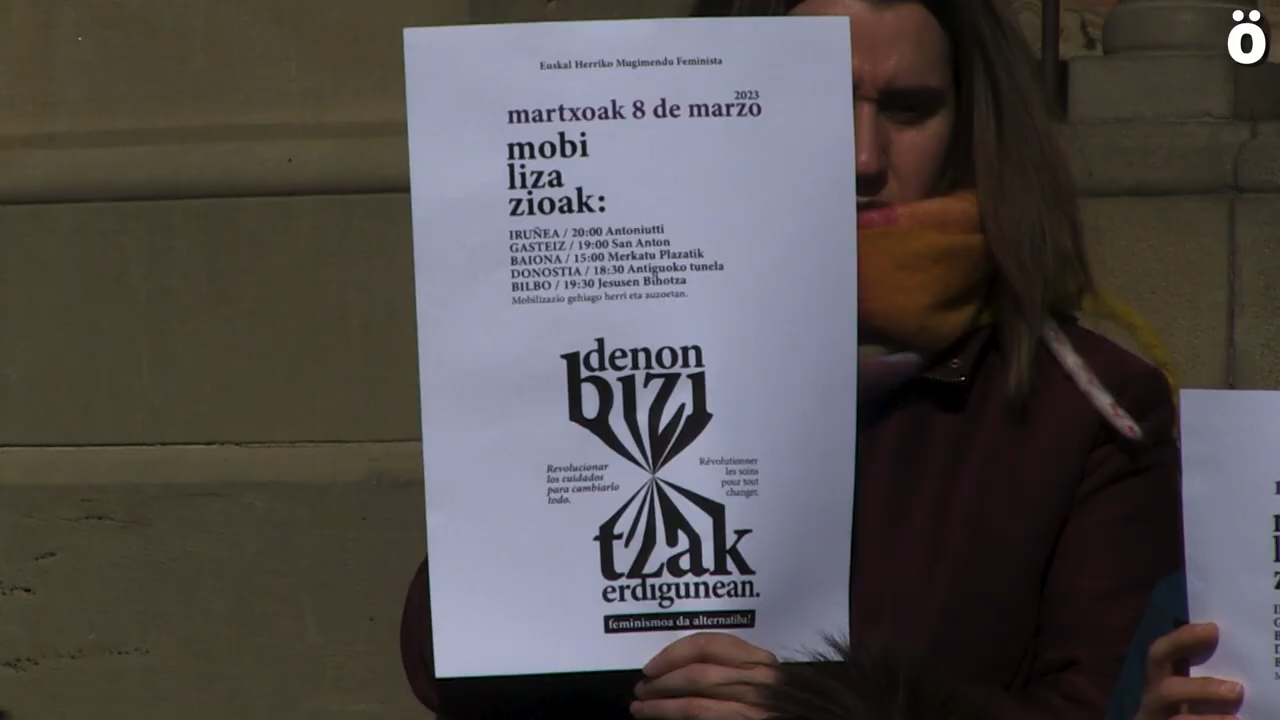 ö
Euskal Herriko Mugimendu Feminista
2023
martxoak 8 de marzo
mobi
liza
zioak:
IRUÑEA / 20:00 Antoniutti
GASTEIZ / 19:00 San Anton
BAIONA / 15:00 Merkatu Plazatik
DONOSTIA / 18:30 Antiguoko tunela
BILBO / 19:30 Jesusen Bihotza
Mobilizazio gehiago herri eta auzoetan.
denon
bizi
Revolucionar
los cuidados
para cambiarlo
todo.
Révolutionner
les soins
pour tout
changer.
tzak
erdigunean.
feminismoa da alternatiba!